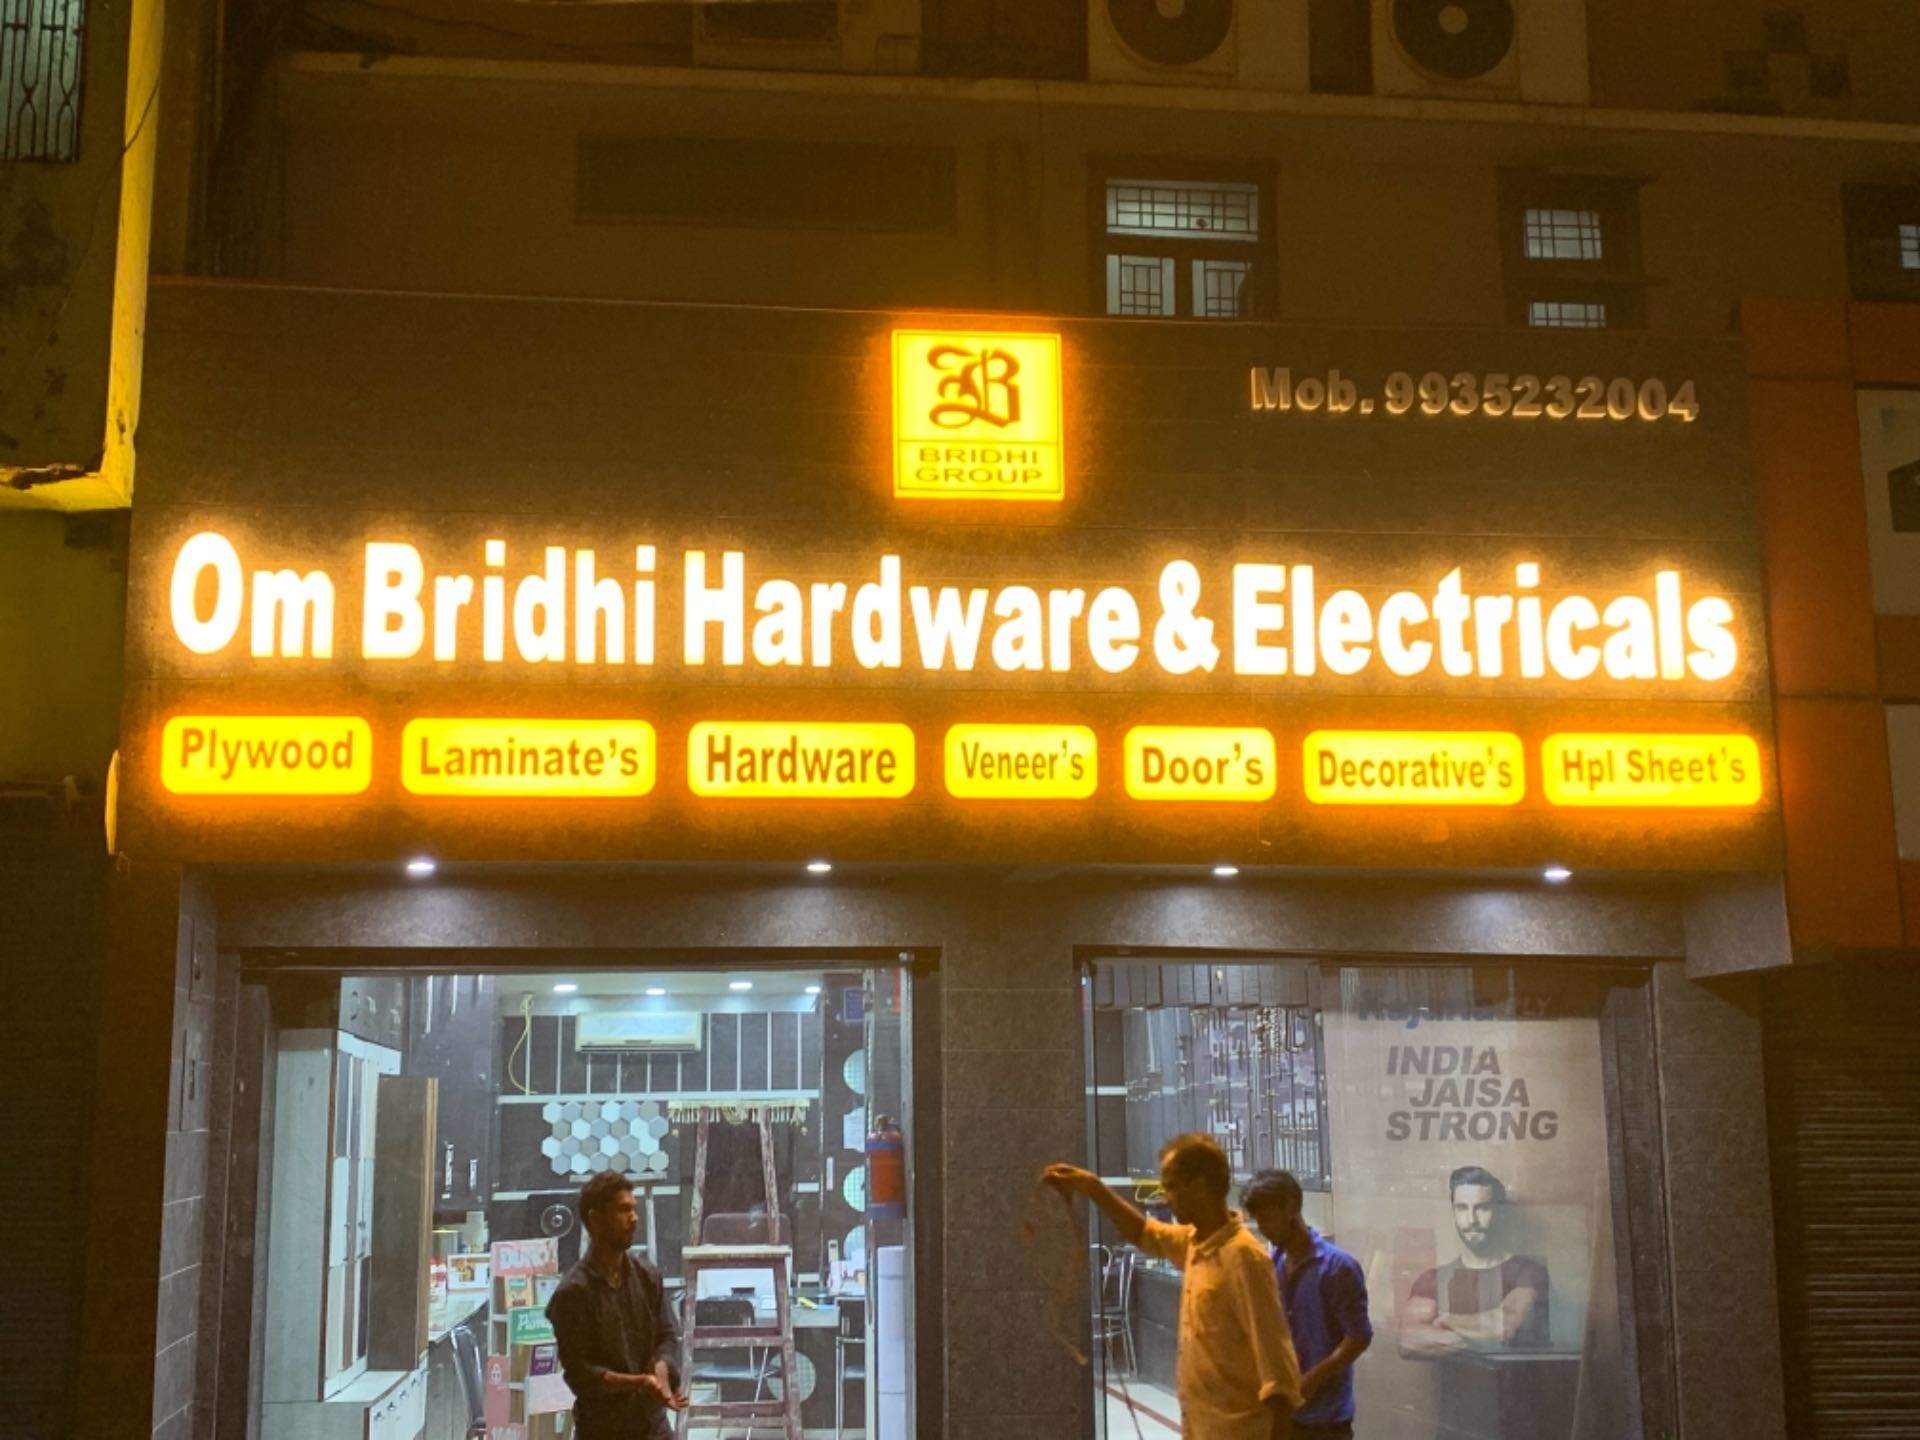 B
BRIDHI
GROUP
Mob. 9935232004
Om Bridhi Hardware & Electricals
Plywood Laminate's Hardware Veneer's Door's Decorative's Hpl Sheet's
INDIA
JAISA
STRONG